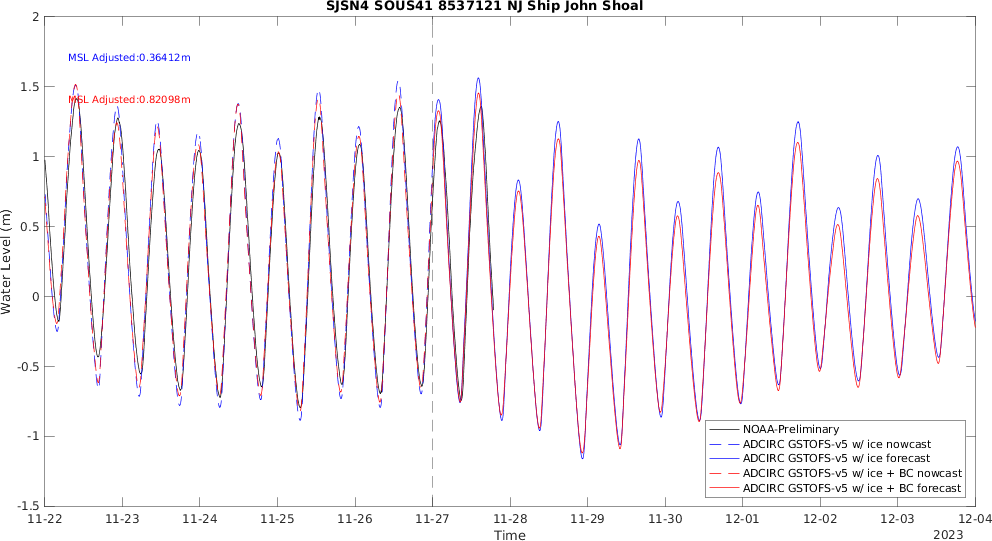 SJSN4 SOUS41 8537121 NJ Ship John Shoal
MSL Adjusted:0.36412m
MSL Adjusted:0.82098m
Water Level (m)
2
1.5
1
0.5
0
-0.5
-1
-1.5
11-22 11-23 11-24 11-25 11-26 11-27 11-28 11-29 11-30 12-01 12-02 12-03 12-04
Time
2023
NOAA-Preliminary
ADCIRC GSTOFS-v5 w/ ice nowcast
ADCIRC GSTOFS-v5 w/ ice forecast
ADCIRC GSTOFS-v5 w/ ice + BC nowcast
ADCIRC GSTOFS-v5 w/ ice + BC forecast